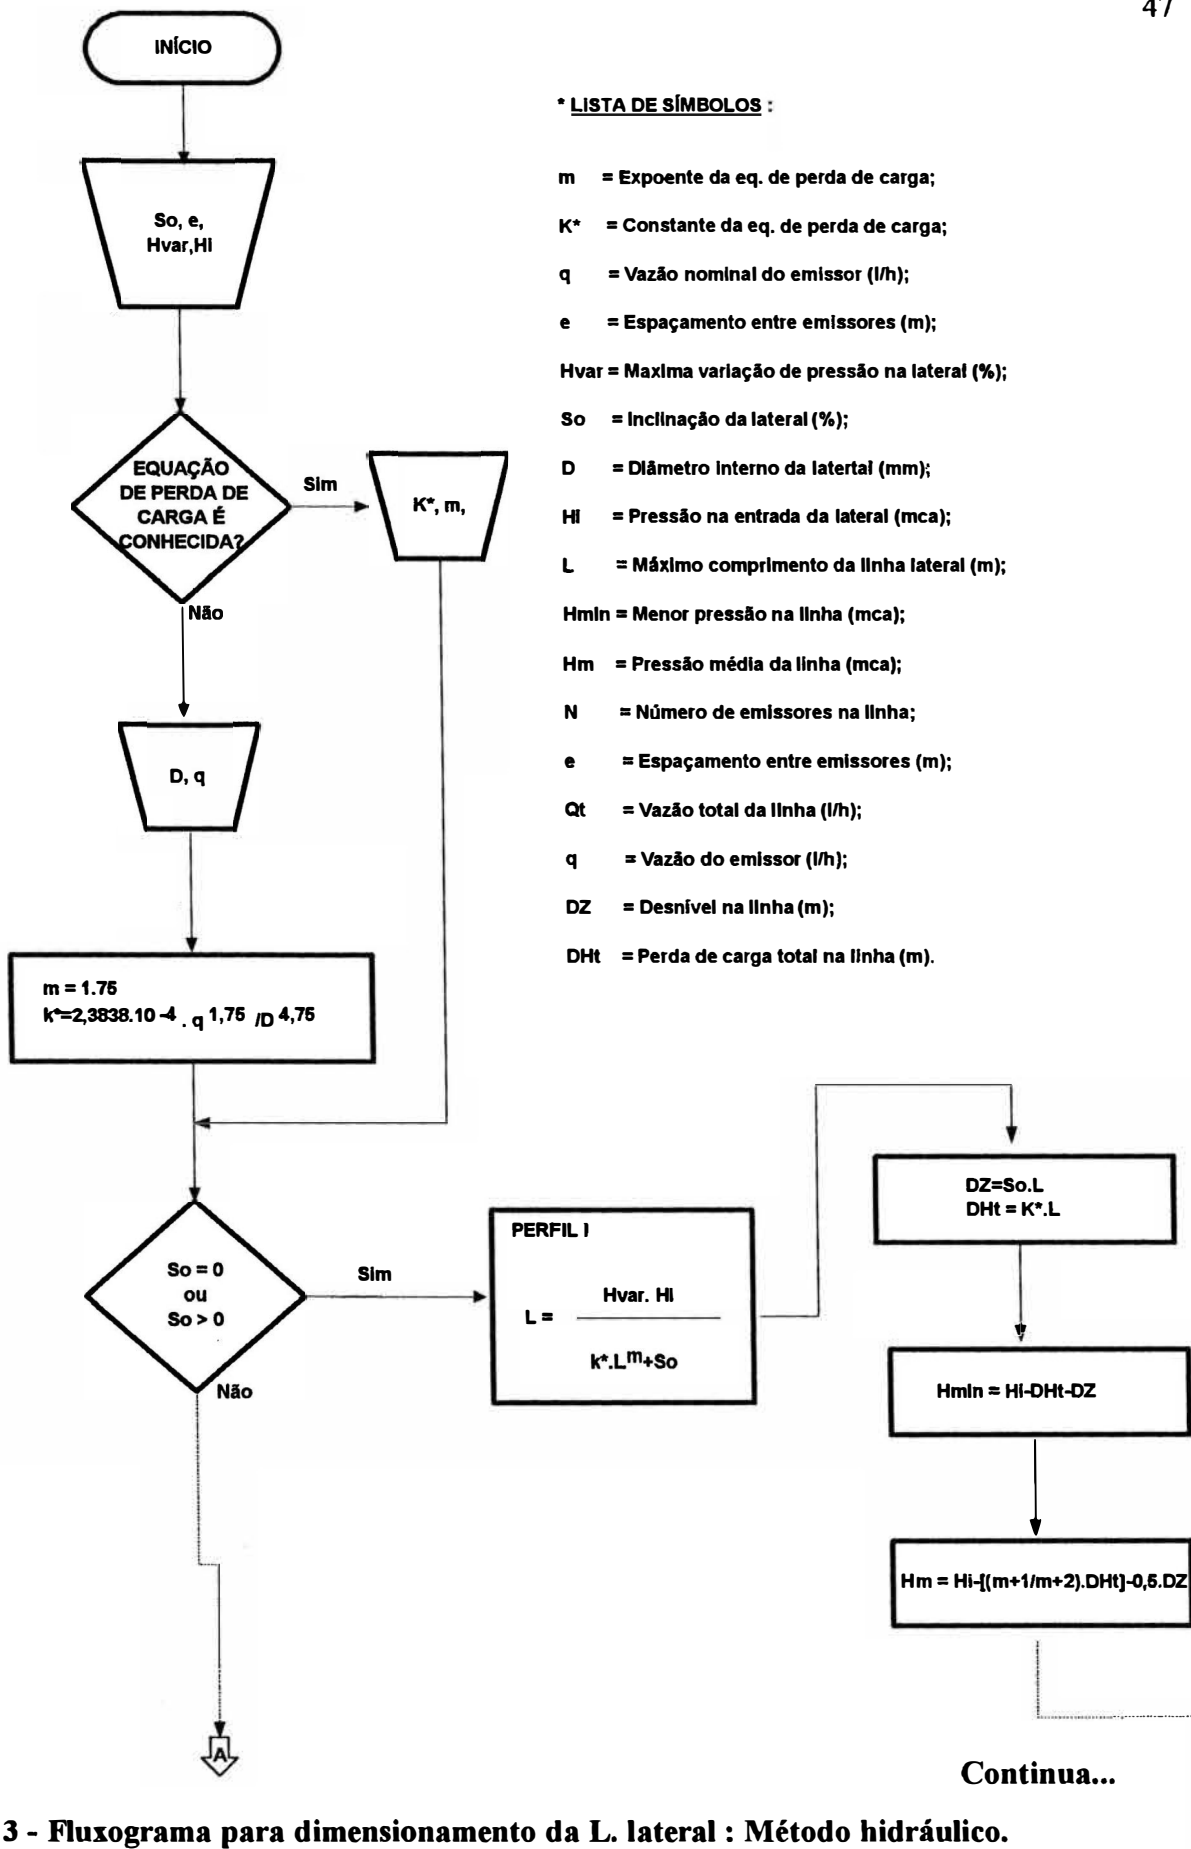 47
INÍCIO
* LISTA DE SÍMBOLOS :
m = Expoente da eq. de perda de carga;
K* = Constante da eq. de perda de carga;
q = Vazão nominal do emissor (l/h);
e = Espaçamento entre emissores (m);
Hvar = Maxima variação de pressão na lateral (%);
So = Inclinação da lateral (%);
D = Diâmetro interno da latertal (mm);
Hi = Pressão na entrada da lateral (mca);
L = Máximo comprimento da linha lateral (m);
Hmin = Menor pressão na linha (mca);
Hm = Pressão média da linha (mca);
N = Número de emissores na linha;
e = Espaçamento entre emissores (m);
Qt = Vazão total da linha (l/h);
q = Vazão do emissor (l/h);
DZ = Desnível na linha (m);
DHt = Perda de carga total na linha (m).
So, e,
Hvar,Hi
EQUAÇÃO
DE PERDA DE
CARGA É
CONHECIDA?
Sim
K*, m,
Não
D, q
m = 1.75
k*=2,3838.10 -4 . q 1,75 /D 4,75
So = 0
ou
So > 0
Sim
Não
PERFIL I
L = Hvar. Hi
k*.Lm+So
DZ=So.L
DHt = K*.L
Hmin = Hi-DHt-DZ
Hm = Hi-[(m+1/m+2).DHt]-0,5.DZ
A
Continua...
3 - Fluxograma para dimensionamento da L. lateral : Método hidráulico.